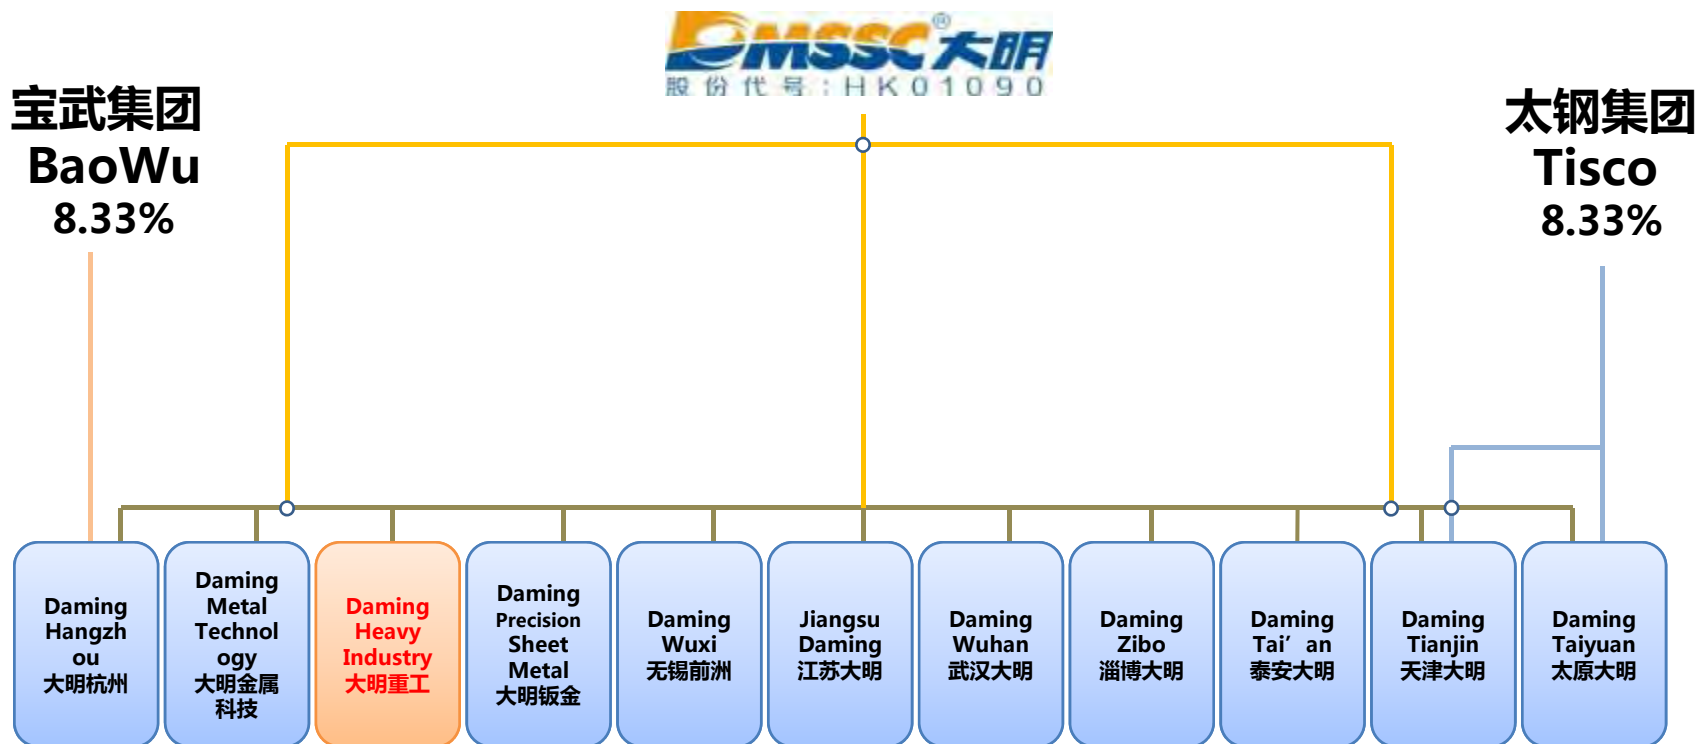 DMSSC®大明
股份代号:HK01090
宝武集团
BaoWu
8.33%
太钢集团
Tisco
8.33%
Daming
Hangzh
ou
大明杭州
Daming
Metal
Technol
ogy
大明金属
科技
Daming
Heavy
Industry
大明重工
Daming
Precision
Sheet
Metal
大明钣金
Daming
Wuxi
无锡前洲
Jiangsu
Daming
江苏大明
Daming
Wuhan
武汉大明
Daming
Zibo
淄博大明
Daming
Tai’an
泰安大明
Daming
Tianjin
天津大明
Daming
Taiyuan
太原大明